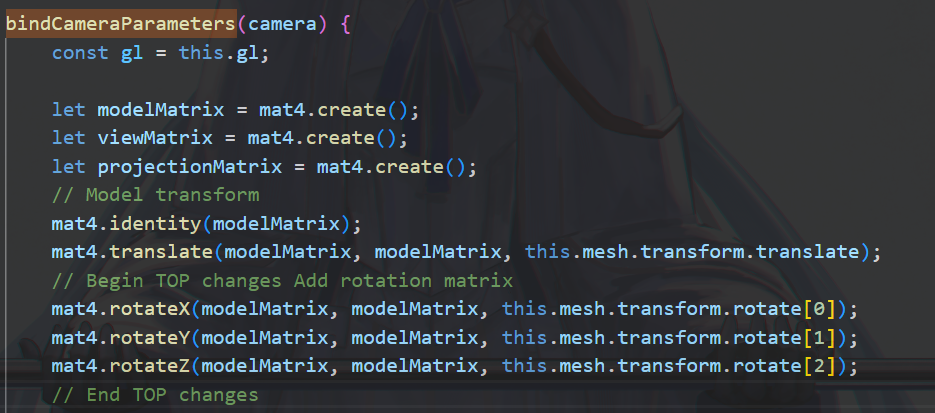 bindCameraParameters(camera) {
const gl = this.gl;
let modelMatrix = mat4.create();
let viewMatrix = mat4.create();
let projectionMatrix = mat4.create();
// Model transform
mat4.identity(modelMatrix);
mat4.translate(modelMatrix, modelMatrix, this.mesh.transform.translate);
// Begin TOP changes Add rotation matrix
mat4.rotateX(modelMatrix, modelMatrix, this.mesh.transform.rotate[0]);
mat4.rotateY(modelMatrix, modelMatrix, this.mesh.transform.rotate[1]);
mat4.rotateZ(modelMatrix, modelMatrix, this.mesh.transform.rotate[2]);
// End TOP changes